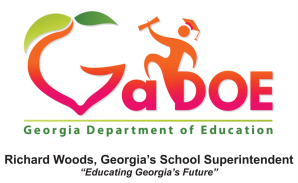 GaDOE
Georgia Department of Education
Richard Woods, Georgia's School Superintendent
"Educating Georgia's Future"